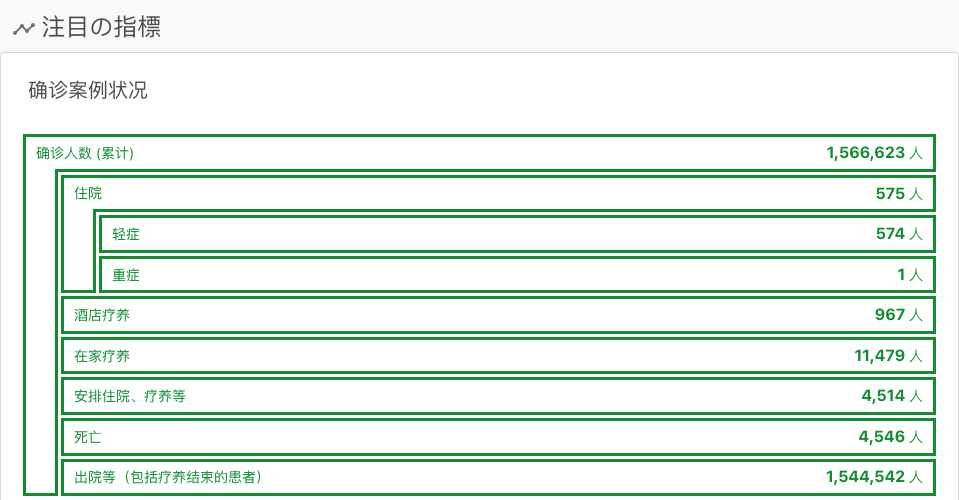 注目の指標
确诊案例状况
确诊人数 (累计) 1,566,623 人
住院 575 人
轻症 574 人
重症 1 人
酒店疗养 967 人
在家疗养 11,479 人
安排住院、疗养等 4,514 人
死亡 4,546 人
出院等（包括疗养结束的患者） 1,544,542 人